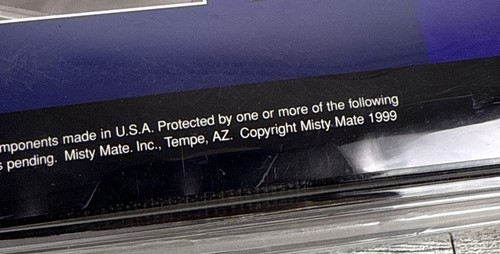 mponents made in U.S.A. Protected by one or more of the following
s pending. Misty Mate. Inc., Tempe, AZ. Copyright Misty Mate 1999